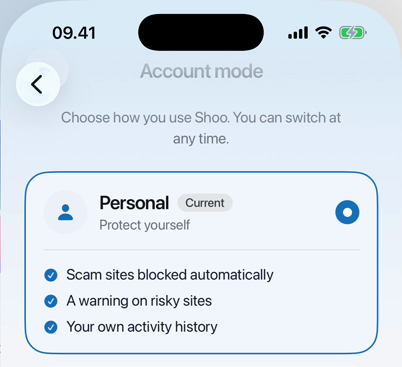 09.41
Account mode
Choose how you use Shoo. You can switch at
any time.
Personal Current
Protect yourself
Scam sites blocked automatically
A warning on risky sites
Your own activity history